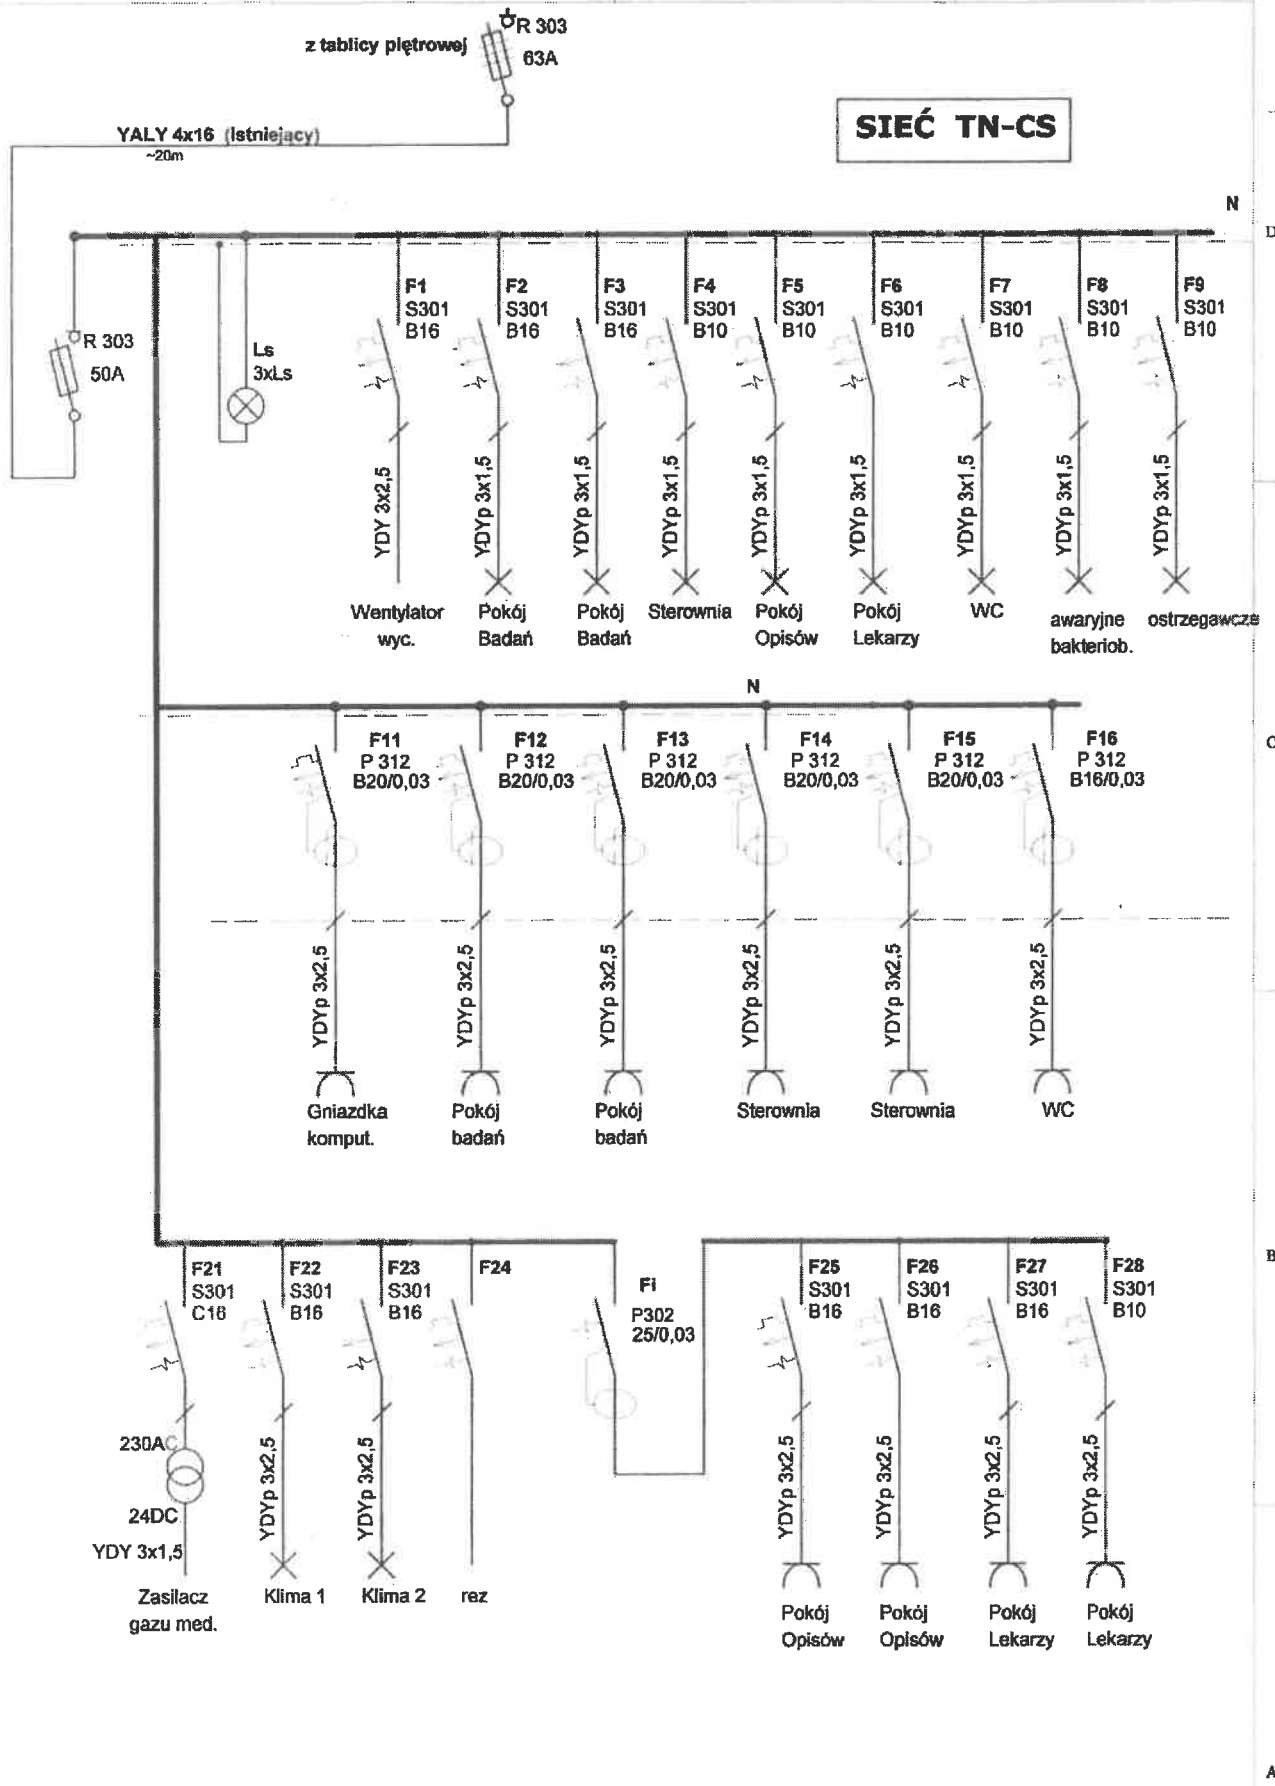 R 303
z tablicy piętrowej
63A
SIEĆ TN-CS
YALY 4x16 (Istniejący)
~20m
N
D
F1
S301
B16
F2
S301
B16
F3
S301
B16
F4
S301
B10
F5
S301
B10
F6
S301
B10
F7
S301
B10
F8
S301
B10
F9
S301
B10
R 303
50A
Ls
3xLs
YDY 3x2,5
YDYp 3x1,5
YDYp 3x1,5
YDYp 3x1,5
YDYp 3x1,5
YDYp 3x1,5
YDYp 3x1,5
YDYp 3x1,5
YDYp 3x1,5
Wentylator
wyc.
Pokój
Badań
Pokój
Badań
Sterownia
Pokój
Opisów
Pokój
Lekarzy
WC
awaryjne
bakteriob.
ostrzegawcze
N
C
F11
P 312
B20/0,03
F12
P 312
B20/0,03
F13
P 312
B20/0,03
F14
P 312
B20/0,03
F15
P 312
B20/0,03
F16
P 312
B16/0,03
YDYp 3x2,5
YDYp 3x2,5
YDYp 3x2,5
YDYp 3x2,5
YDYp 3x2,5
YDYp 3x2,5
Gniazdka
komput.
Pokój
badań
Pokój
badań
Sterownia
Sterownia
WC
B
F21
S301
C16
F22
S301
B16
F23
S301
B16
F24
Fi
P302
25/0,03
F25
S301
B16
F26
S301
B16
F27
S301
B16
F28
S301
B10
230AC
24DC
YDY 3x1,5
YDYp 3x2,5
YDYp 3x2,5
YDYp 3x2,5
YDYp 3x2,5
YDYp 3x2,5
YDYp 3x2,5
Zasilacz
gazu med.
Klima 1
Klima 2
rez
Pokój
Opisów
Pokój
Opisów
Pokój
Lekarzy
Pokój
Lekarzy
A